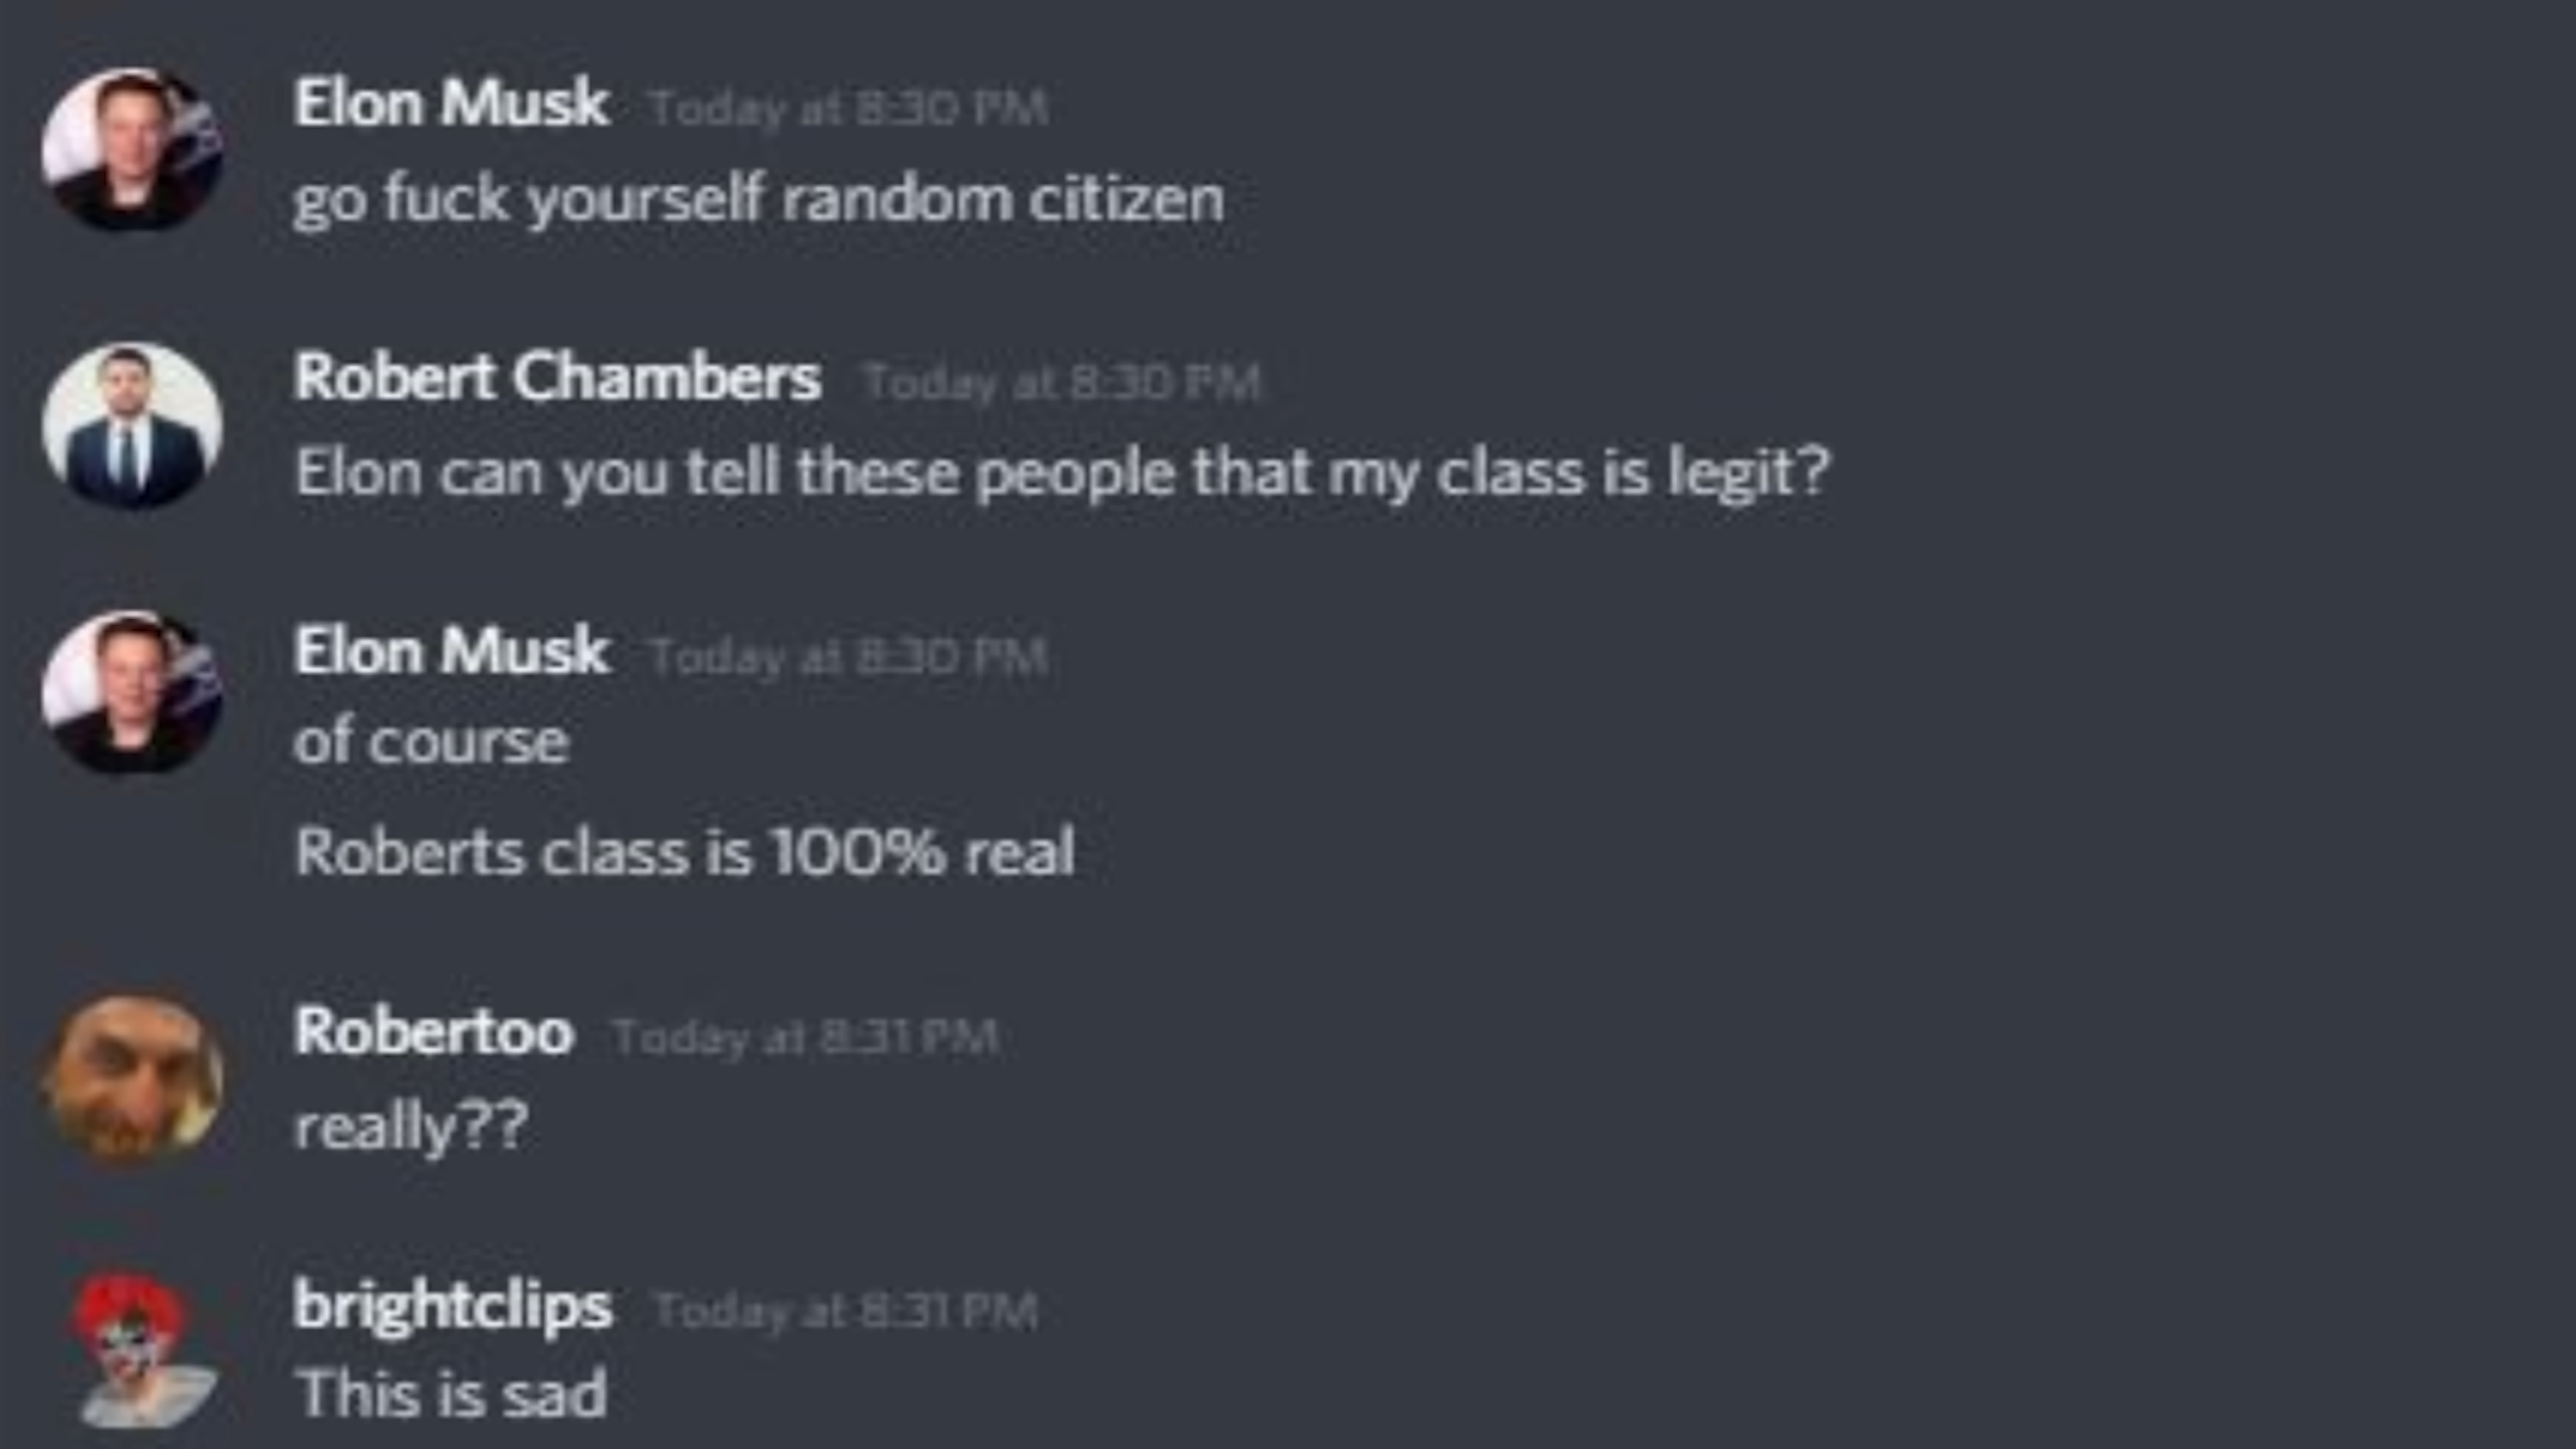 Elon Musk Today at 8:30 PM
go fuck yourself random citizen
Robert Chambers Today at 8:30 PM
Elon can you tell these people that my class is legit?
Elon Musk Today at 8:30 PM
of course
Roberts class is 100% real
Robertoo Today at 8:31 PM
really??
brightclips Today at 8:31 PM
This is sad